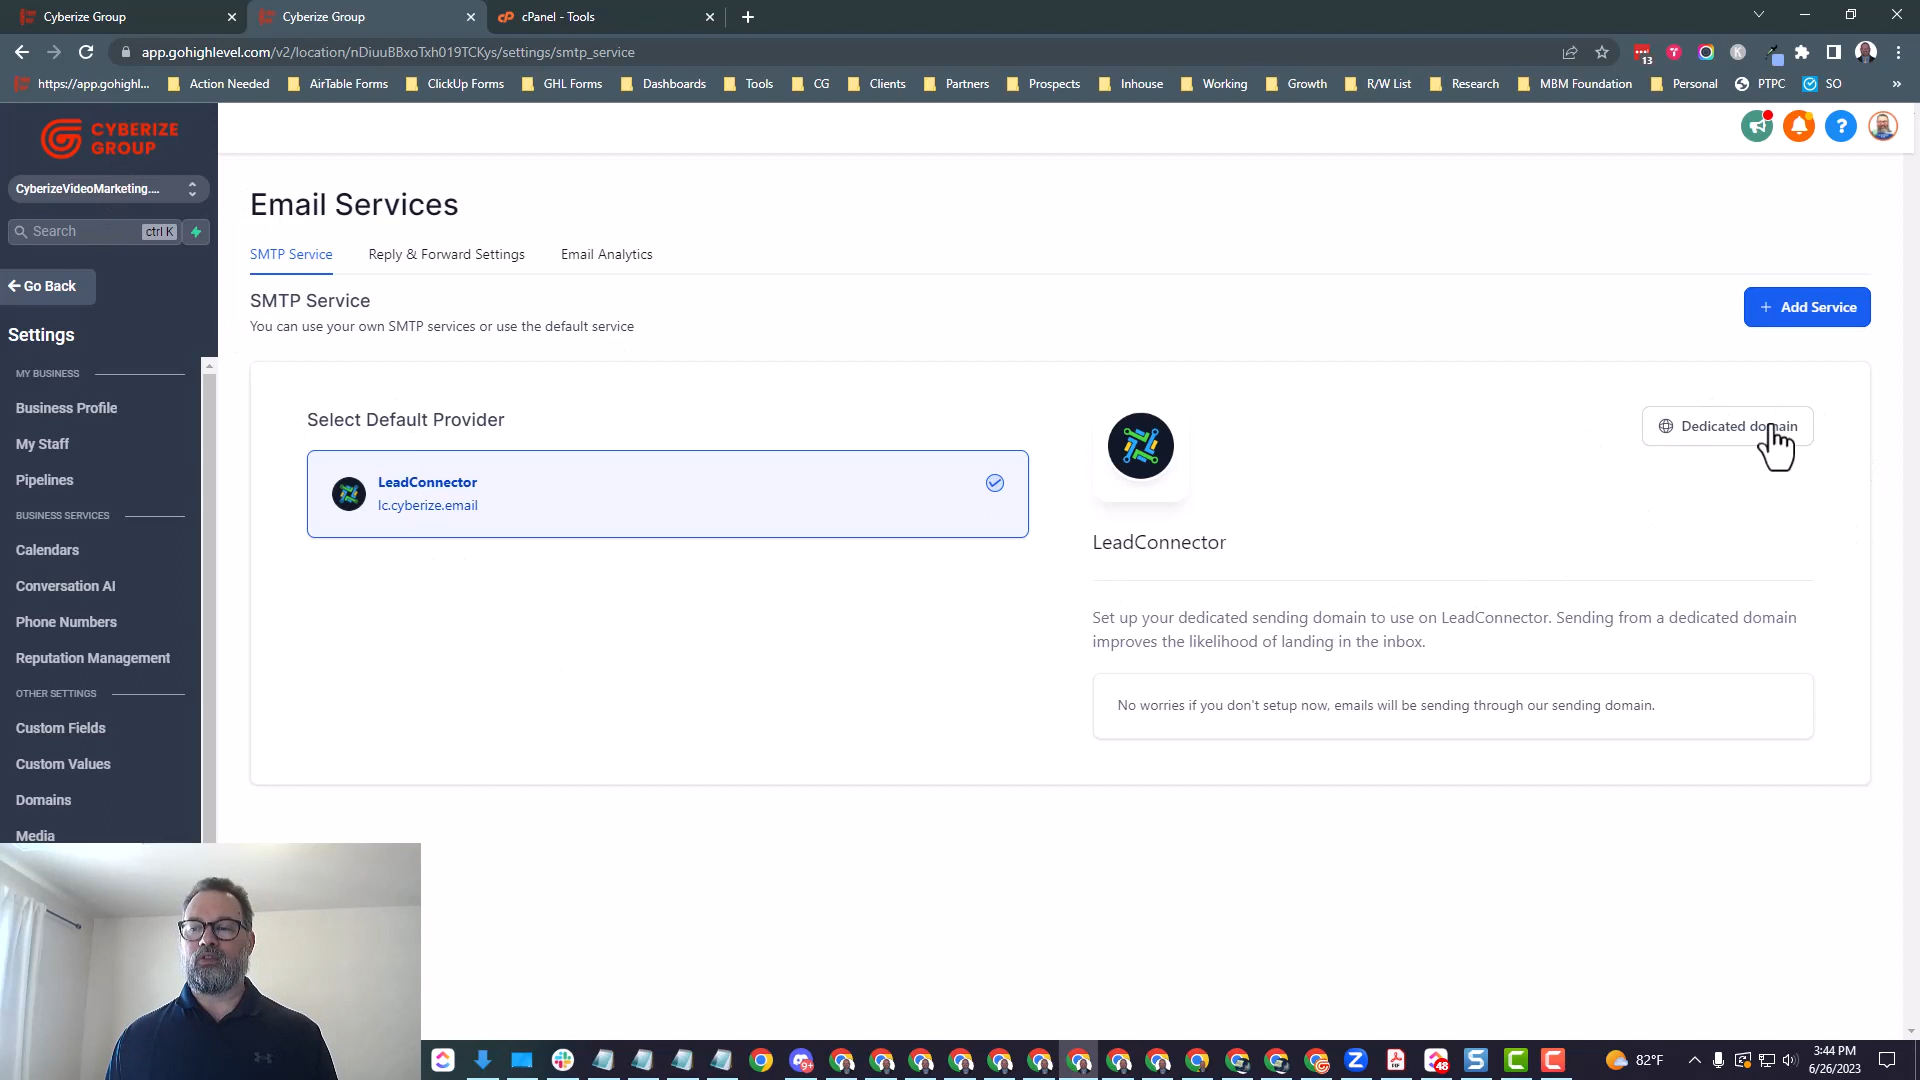 Cyberize Group
Cyberize Group
cPanel - Tools
app.gohighlevel.com/v2/location/nDiuuBBxoTxh019TCKys/settings/smtp_service
13
https://app.gohighl...
Action Needed
AirTable Forms
ClickUp Forms
GHL Forms
Dashboards
Tools
CG
Clients
Partners
Prospects
Inhouse
Working
Growth
R/W List
Research
MBM Foundation
Personal
PTPC
SO
CYBERIZE
GROUP
CyberizeVideoMarketing....
Search
ctrl K
Go Back
Settings
MY BUSINESS
Business Profile
My Staff
Pipelines
BUSINESS SERVICES
Calendars
Conversation AI
Phone Numbers
Reputation Management
OTHER SETTINGS
Custom Fields
Custom Values
Domains
Media
Email Services
SMTP Service
Reply & Forward Settings
Email Analytics
SMTP Service
You can use your own SMTP services or use the default service
+ Add Service
Select Default Provider
LeadConnector
lc.cyberize.email
Dedicated domain
LeadConnector
Set up your dedicated sending domain to use on LeadConnector. Sending from a dedicated domain
improves the likelihood of landing in the inbox.
No worries if you don't setup now, emails will be sending through our sending domain.
9+
48
82°F
3:44 PM
6/26/2023